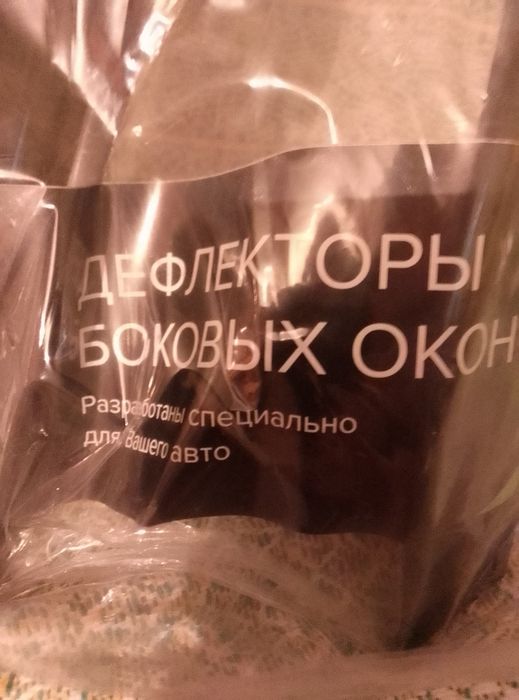 ДЕФЛЕКТОРЫ
БОКОВЫХ ОКОН
Разработаны специально
для Вашего авто